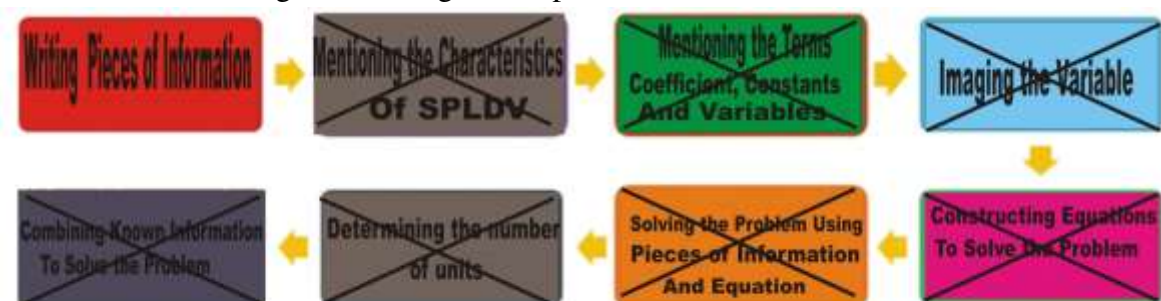 Writing Pieces of Information
Mentioning the Characteristics
Of SPLDV
Mentioning the Terms
Coefficient, Constants
And Variables
Imaging the Variable
Constructing Equations
To Solve the Problem
Solving the Problem Using
Pieces of Information
And Equation
Determining the number
of units
Combining Known Information
To Solve the Problem